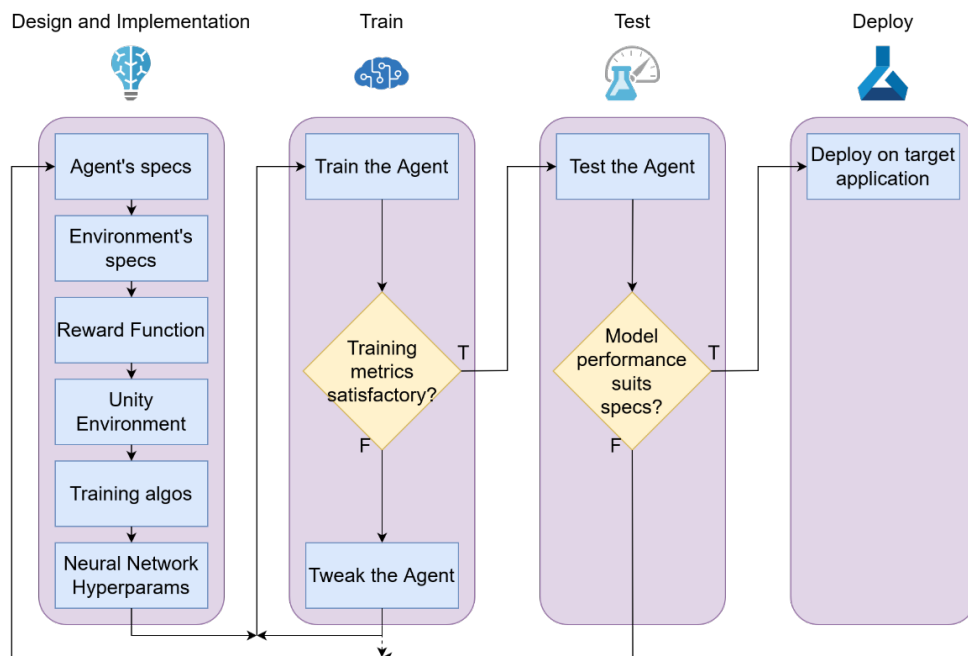 Design and Implementation
Train
Test
Deploy
Agent's specs
Environment's
specs
Reward Function
Unity
Environment
Training algos
Neural Network
Hyperparams
Train the Agent
Training
metrics
satisfactory?
T
F
Tweak the Agent
Test the Agent
Model
performance
suits
specs?
T
F
Deploy on target
application